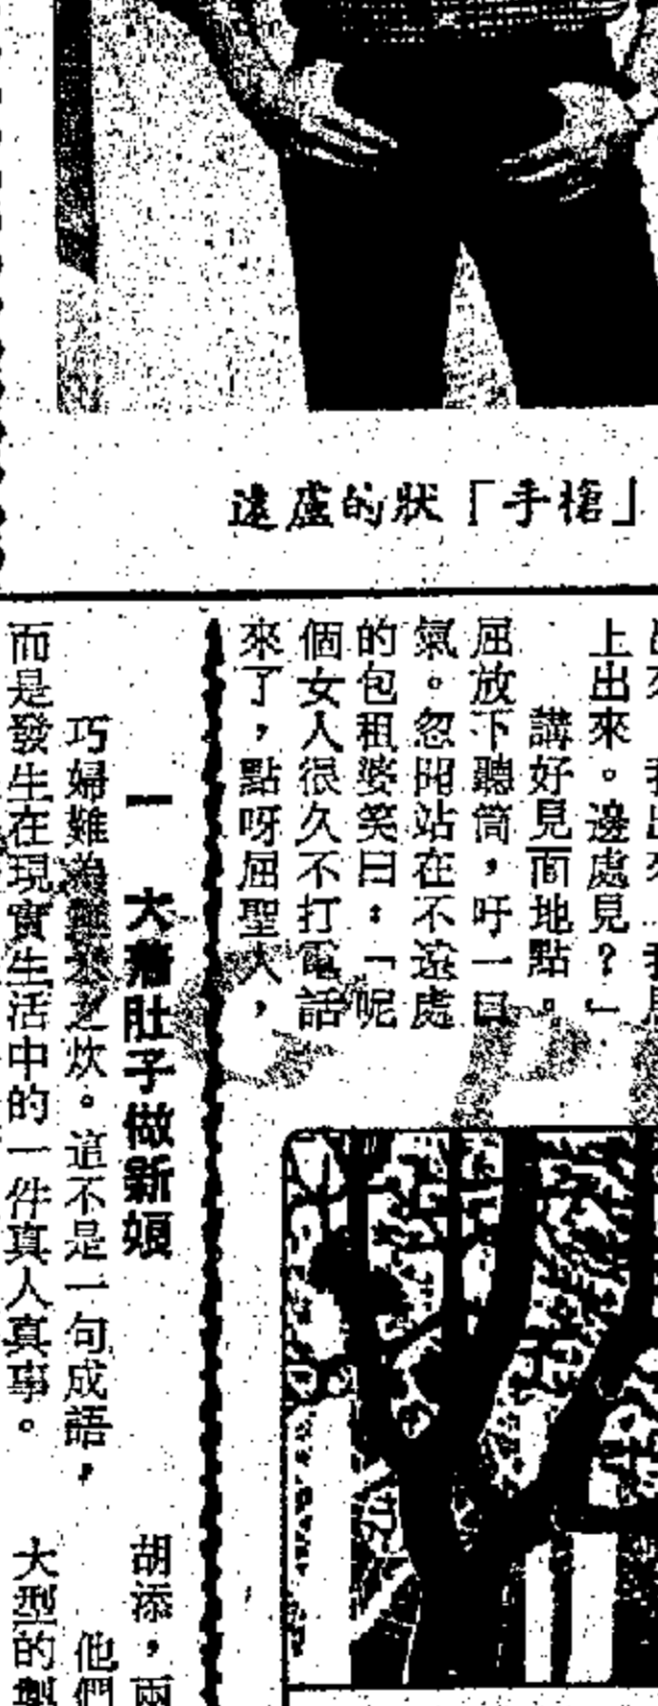 遠盧的狀「手槍」
上出來。邊處見？」
講好見面地點。
屈放下聽筒，吁一口
氣。忽聞站在不遠處
的包租婆笑曰：「呢
個女人很久不打電話
來了，點呀屈聖人，
一 大着肚子做新娘
巧婦難為無米之炊。這不是一句成語，
而是發生在現實生活中的一件真人真事。
胡添，兩
他們
大型的製